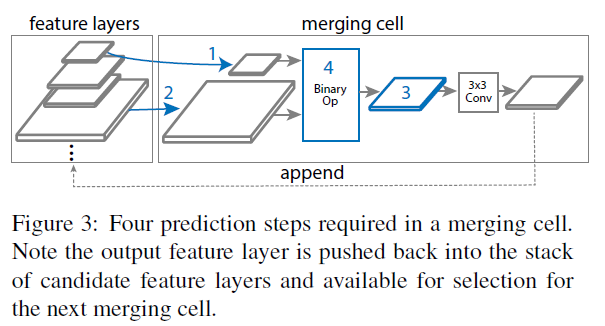 feature layers
merging cell
1
2
4
Binary
Op
3
3x3
Conv
append
Figure 3: Four prediction steps required in a merging cell.
Note the output feature layer is pushed back into the stack
of candidate feature layers and available for selection for
the next merging cell.